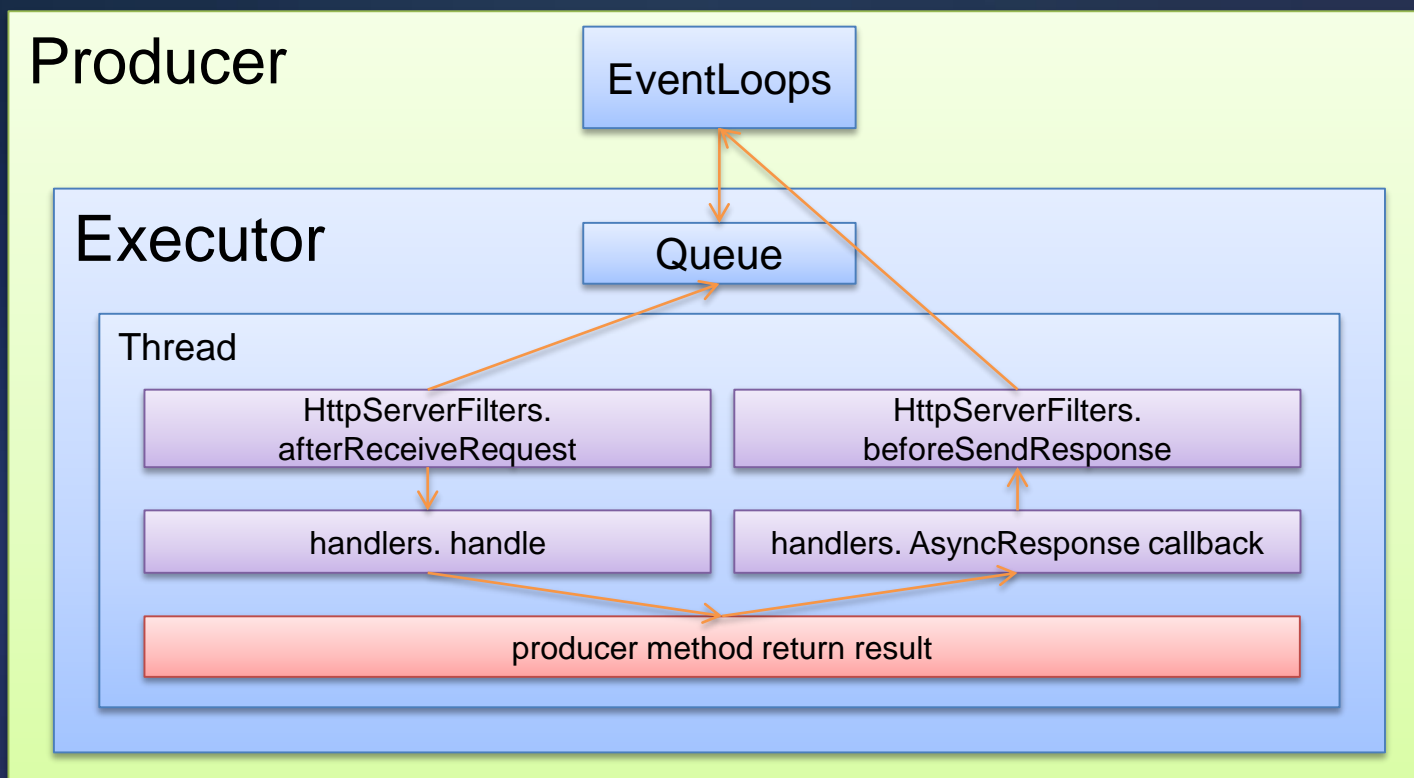 Producer
EventLoops
Executor
Queue
Thread
HttpServerFilters.
afterReceiveRequest
HttpServerFilters.
beforeSendResponse
handlers. handle
handlers. AsyncResponse callback
producer method return result